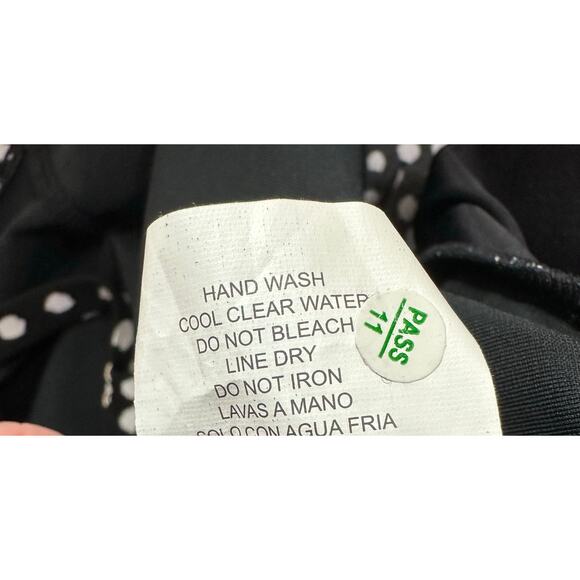 HAND WASH
COOL CLEAR WATER
DO NOT BLEACH
LINE DRY
DO NOT IRON
LAVAS A MANO
SOLO CON AGUA FRIA
PASS
11